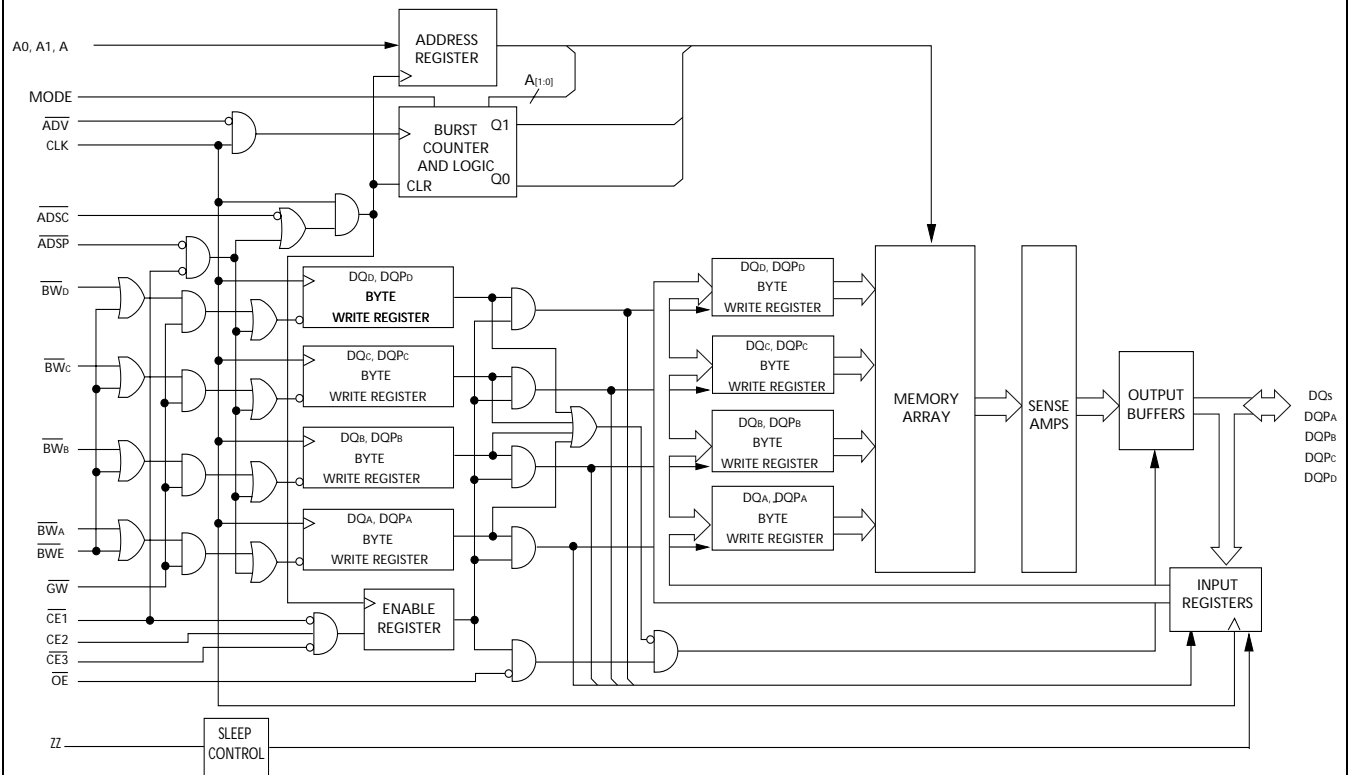 A0, A1, A
ADDRESS
REGISTER
MODE
A[1:0]
ADV
CLK
BURST
COUNTER
AND LOGIC
CLR
Q1
Q0
ADSC
ADSP
BWD
BWC
BWB
BWA
BWE
GW
CE1
CE2
CE3
OE
ZZ
SLEEP
CONTROL
DQD, DQPD
BYTE
WRITE REGISTER
DQC, DQPC
BYTE
WRITE REGISTER
DQB, DQPB
BYTE
WRITE REGISTER
DQA, DQPA
BYTE
WRITE REGISTER
ENABLE
REGISTER
DQD, DQPD
BYTE
WRITE REGISTER
DQC, DQPC
BYTE
WRITE REGISTER
DQB, DQPB
BYTE
WRITE REGISTER
DQA, DQPA
BYTE
WRITE REGISTER
MEMORY
ARRAY
SENSE
AMPS
OUTPUT
BUFFERS
INPUT
REGISTERS
DQS
DQPA
DQPB
DQPC
DQPD